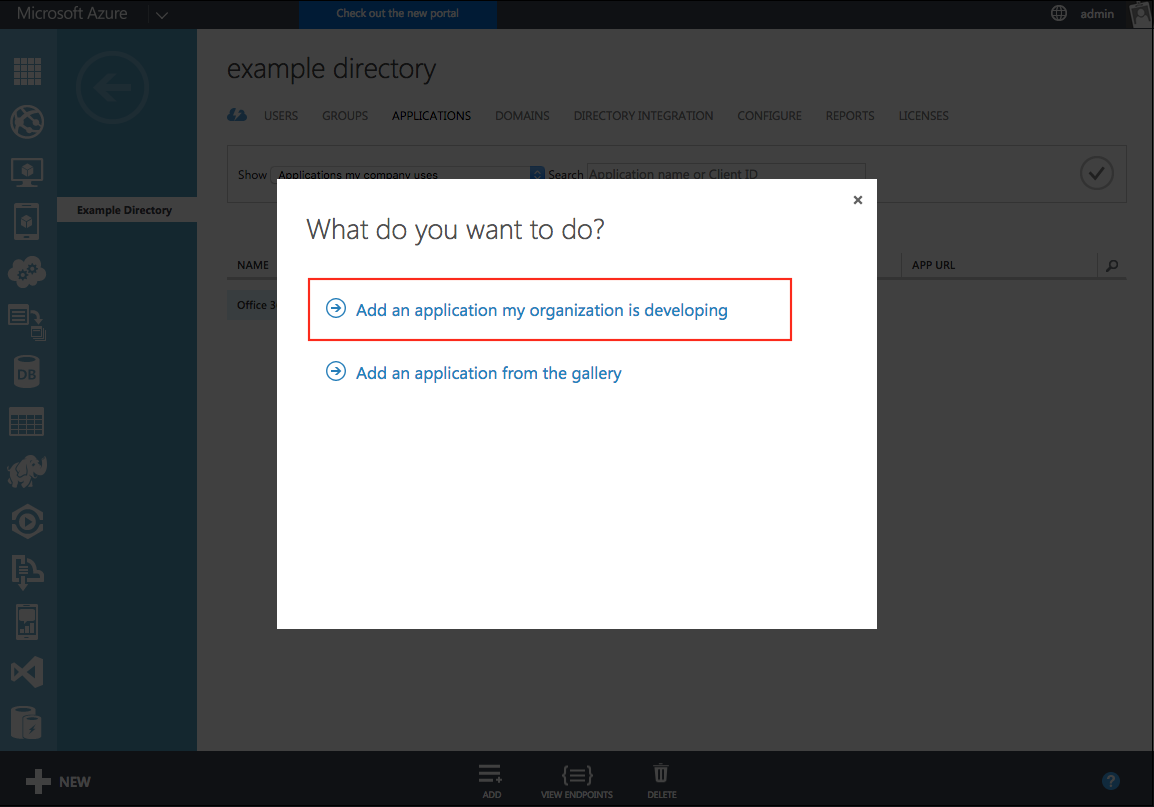 Microsoft Azure
Check out the new portal
admin
example directory
USERS GROUPS APPLICATIONS DOMAINS DIRECTORY INTEGRATION CONFIGURE REPORTS LICENSES
Show Applications my company uses Search Application name or Client ID
Example Directory
What do you want to do?
NAME APP URL
Office
Add an application my organization is developing
Add an application from the gallery
DB
NEW
ADD VIEW ENDPOINTS DELETE
?